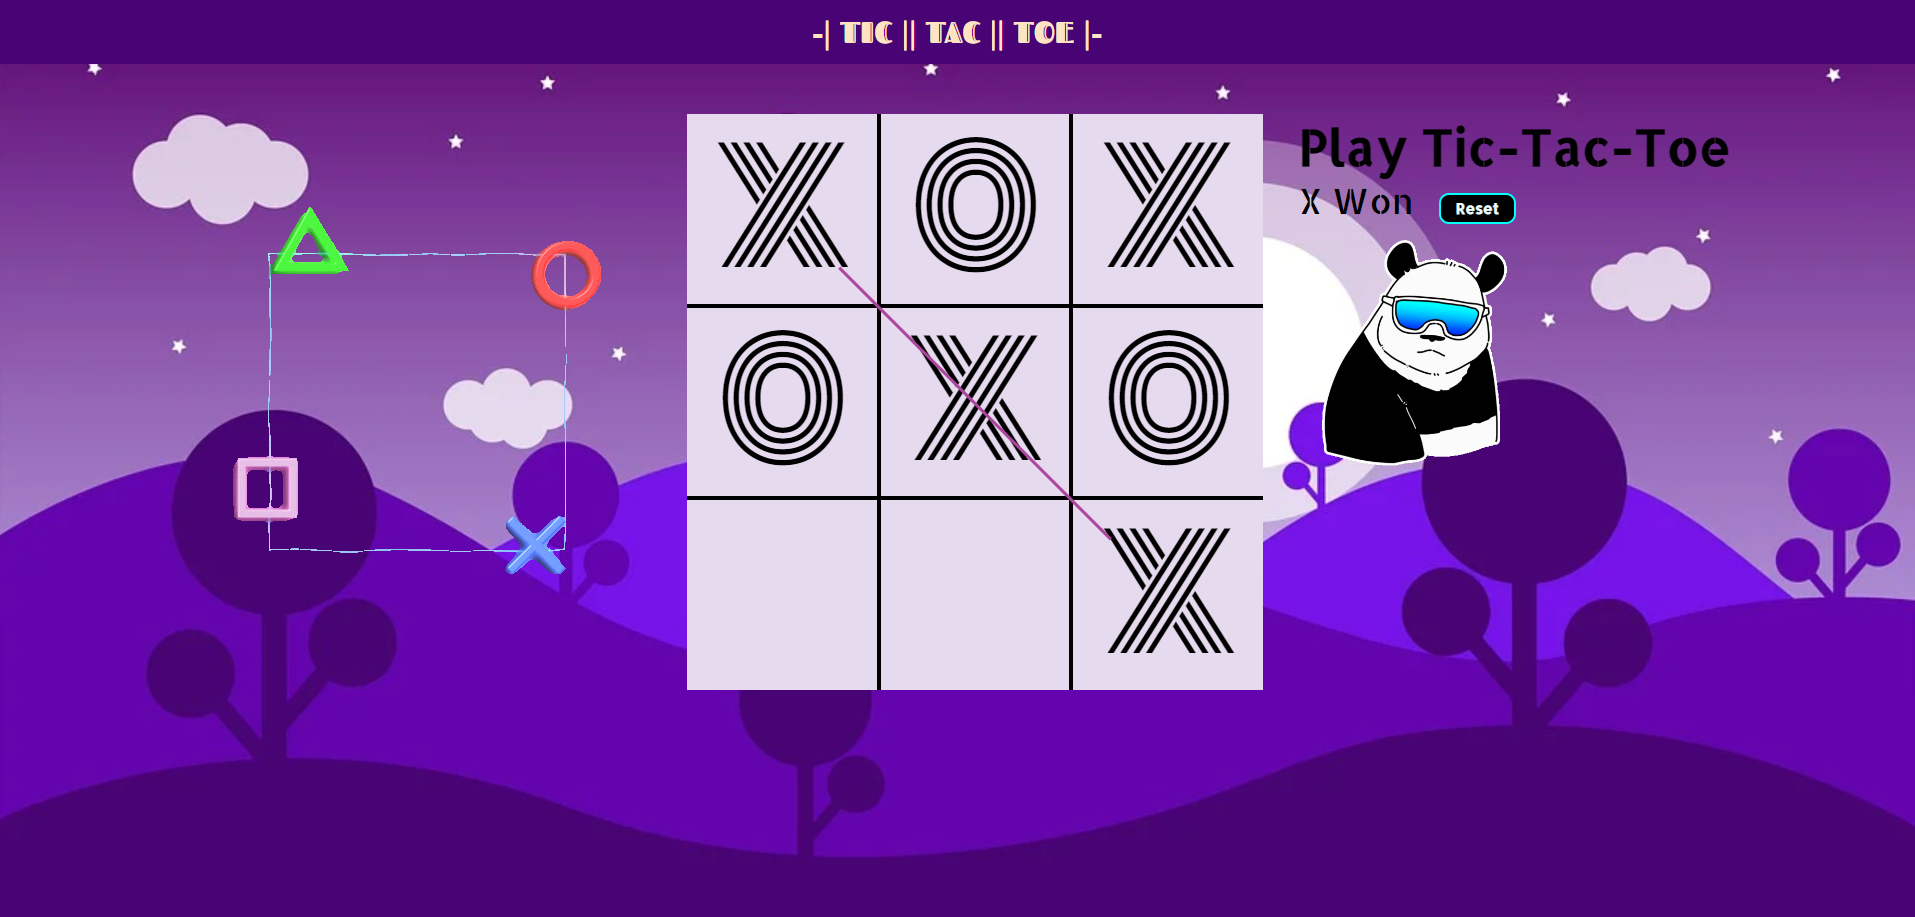 -| TIC || TAC || TOE |-
X O X
O X O
X
Play Tic-Tac-Toe
X Won
Reset